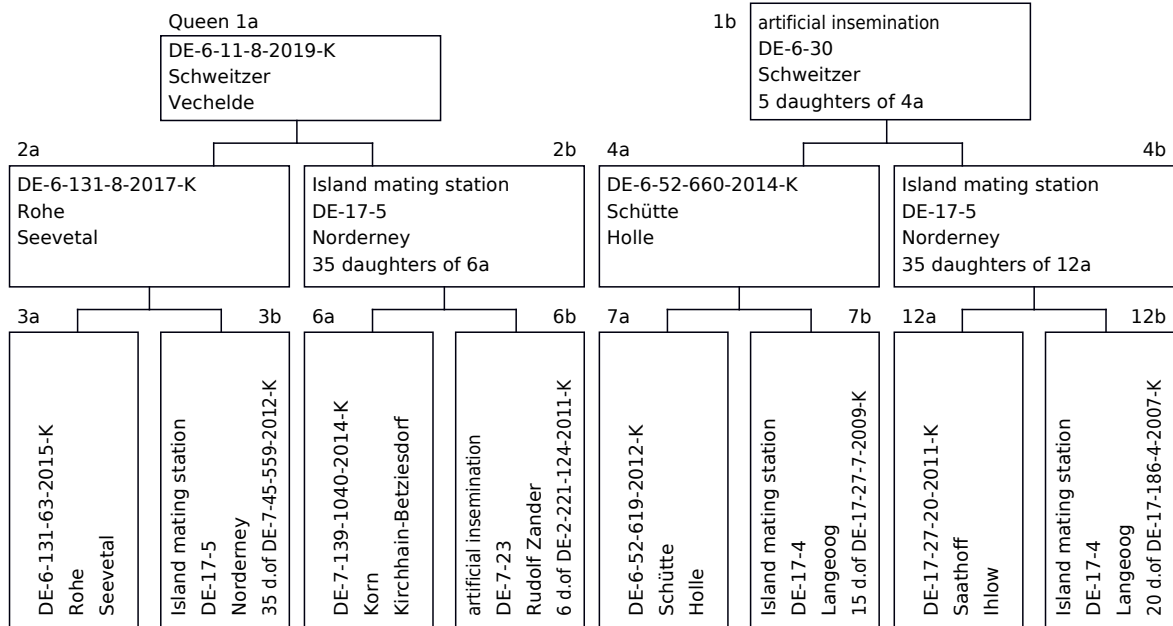 Queen 1a
DE-6-11-8-2019-K
Schweitzer
Vechelde
1b
artificial insemination
DE-6-30
Schweitzer
5 daughters of 4a
2a
DE-6-131-8-2017-K
Rohe
Seevetal
2b
Island mating station
DE-17-5
Norderney
35 daughters of 6a
4a
DE-6-52-660-2014-K
Schütte
Holle
4b
Island mating station
DE-17-5
Norderney
35 daughters of 12a
3a
DE-6-131-63-2015-K
Rohe
Seevetal
3b
Island mating station
DE-17-5
Norderney
35 d.of DE-7-45-559-2012-K
6a
DE-7-139-1040-2014-K
Korn
Kirchhain-Betziesdorf
6b
artificial insemination
DE-7-23
Rudolf Zander
6 d.of DE-2-221-124-2011-K
7a
DE-6-52-619-2012-K
Schütte
Holle
7b
Island mating station
DE-17-4
Langeoog
15 d.of DE-17-27-7-2009-K
12a
DE-17-27-20-2011-K
Saathoff
Ihlow
12b
Island mating station
DE-17-4
Langeoog
20 d.of DE-17-186-4-2007-K